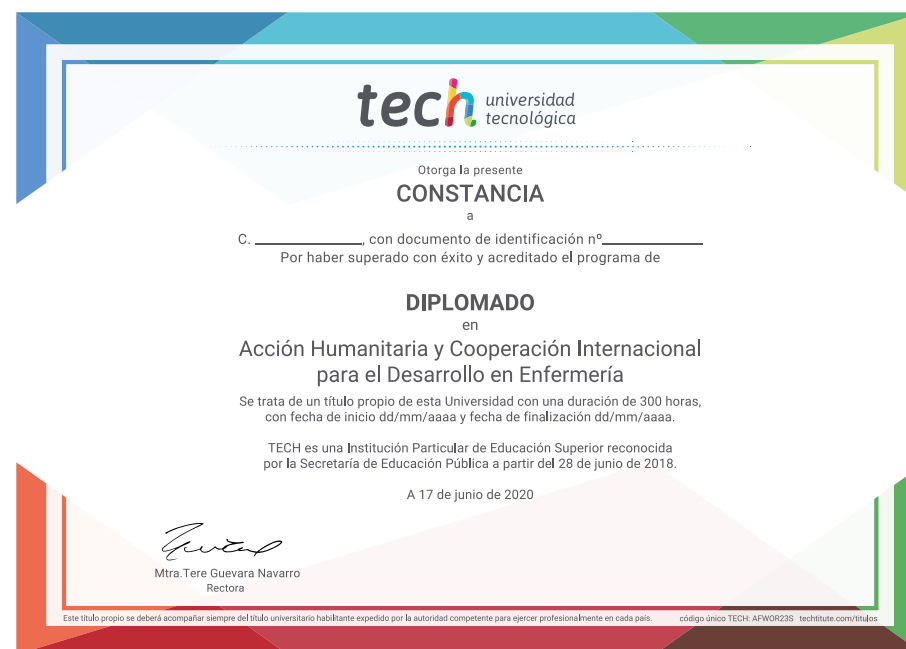 tech universidad
tecnológica
Otorga la presente
CONSTANCIA
a
C. ____________, con documento de identificación nº____________
Por haber superado con éxito y acreditado el programa de
DIPLOMADO
en
Acción Humanitaria y Cooperación Internacional
para el Desarrollo en Enfermería
Se trata de un título propio de esta Universidad con una duración de 300 horas,
con fecha de inicio dd/mm/aaaa y fecha de finalización dd/mm/aaaa.
TECH es una Institución Particular de Educación Superior reconocida
por la Secretaría de Educación Pública a partir del 28 de junio de 2018.
A 17 de junio de 2020
Mtra.Tere Guevara Navarro
Rectora
Este título propio se deberá acompañar siempre del título universitario habilitante expedido por la autoridad competente para ejercer profesionalmente en cada país. código único TECH: AFWOR23S techtitute.com/titulos